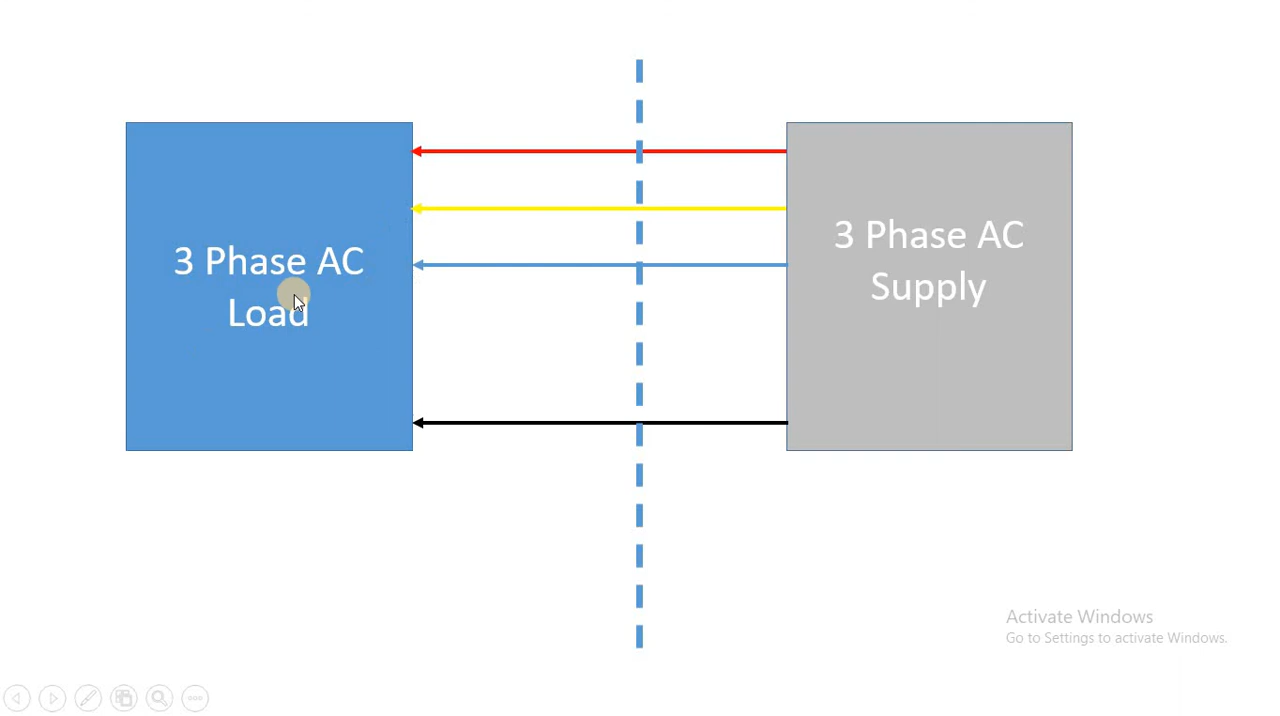 3 Phase AC
Load
3 Phase AC
Supply
Activate Windows
Go to Settings to activate Windows.